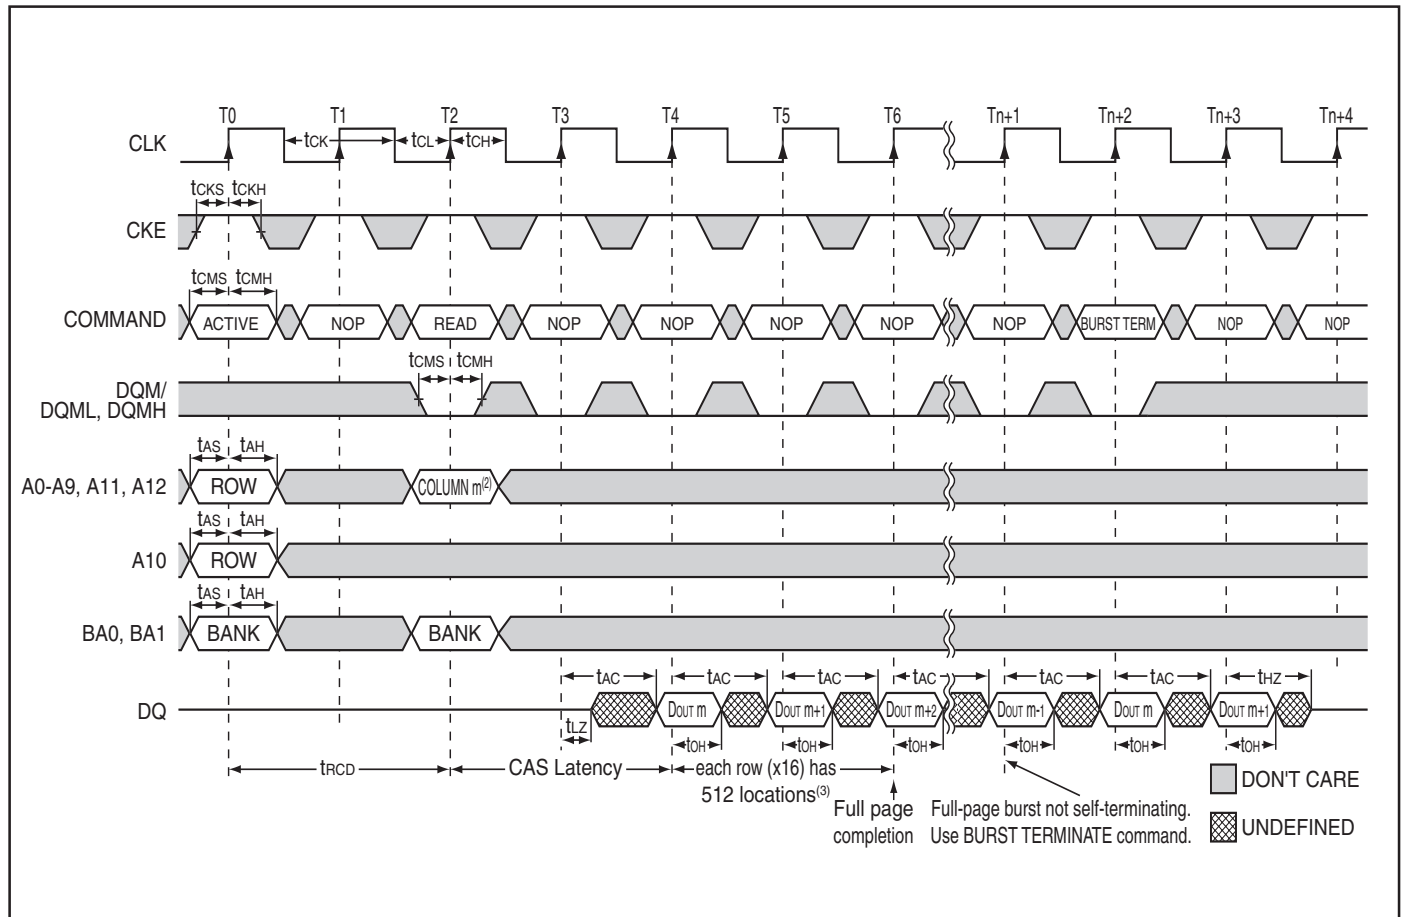 T0 T1 T2 T3 T4 T5 T6 Tn+1 Tn+2 Tn+3 Tn+4
CLK tCK tCL tCH
tCKS tCKH
CKE
tCMS tCMH
COMMAND ACTIVE NOP READ NOP NOP NOP NOP NOP BURST TERM NOP NOP
tCMS tCMH
DQM/
DQML, DQMH
tAS tAH
A0-A9, A11, A12 ROW COLUMN m(2)
tAS tAH
A10 ROW
tAS tAH
BA0, BA1 BANK BANK
tAC tAC tAC tAC tAC tAC tHZ
DQ DOUT m DOUT m+1 DOUT m+2 DOUT m-1 DOUT m DOUT m+1
tLZ tOH tOH tOH tOH tOH tOH
tRCD CAS Latency each row (x16) has
512 locations(3)
Full page
completion
Full-page burst not self-terminating.
Use BURST TERMINATE command.
DON'T CARE
UNDEFINED